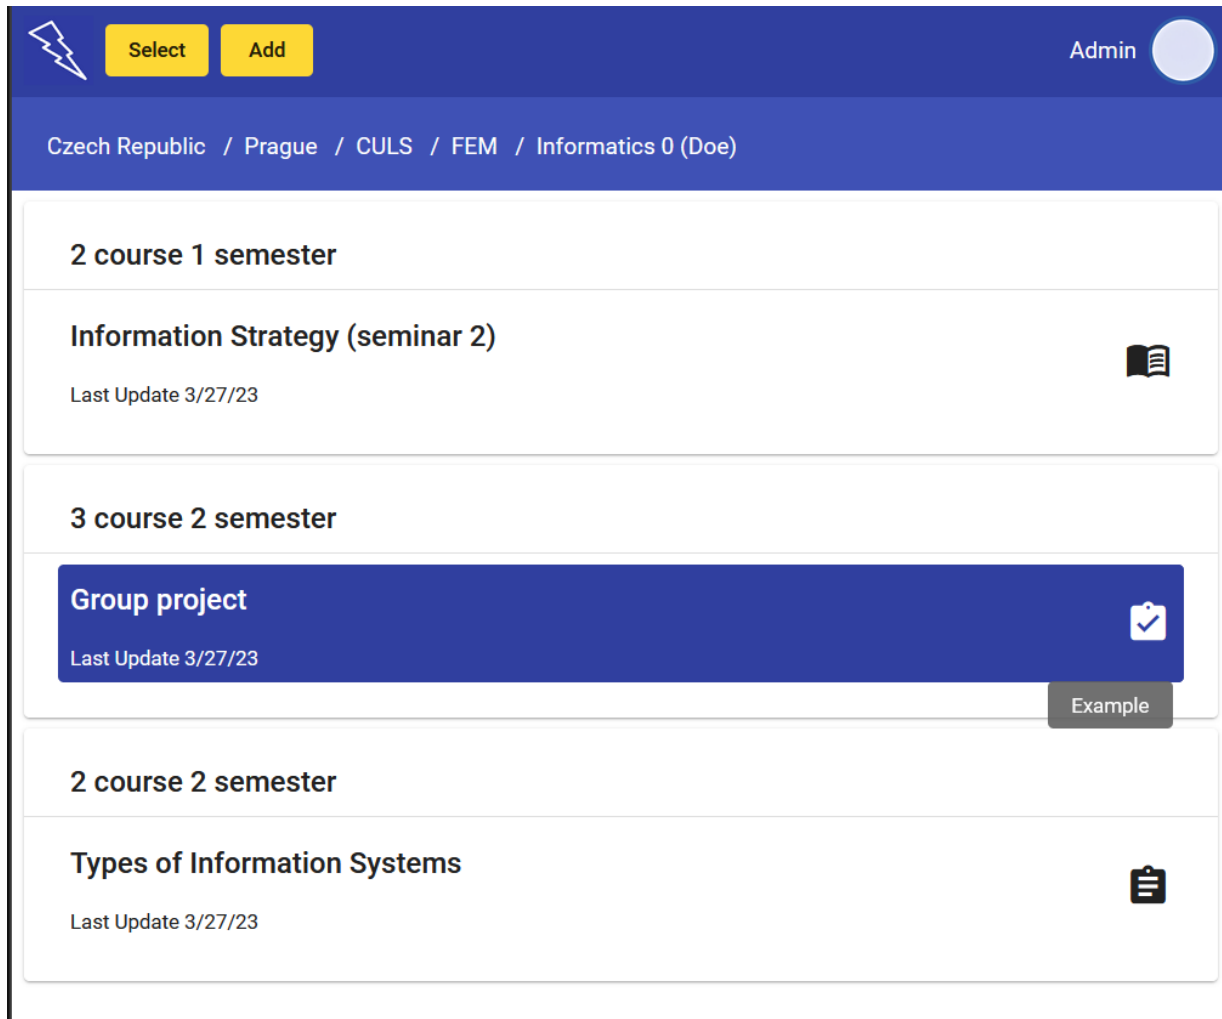 Select Add Admin
Czech Republic / Prague / CULS / FEM / Informatics 0 (Doe)
2 course 1 semester
Information Strategy (seminar 2)
Last Update 3/27/23
3 course 2 semester
Group project
Last Update 3/27/23
Example
2 course 2 semester
Types of Information Systems
Last Update 3/27/23